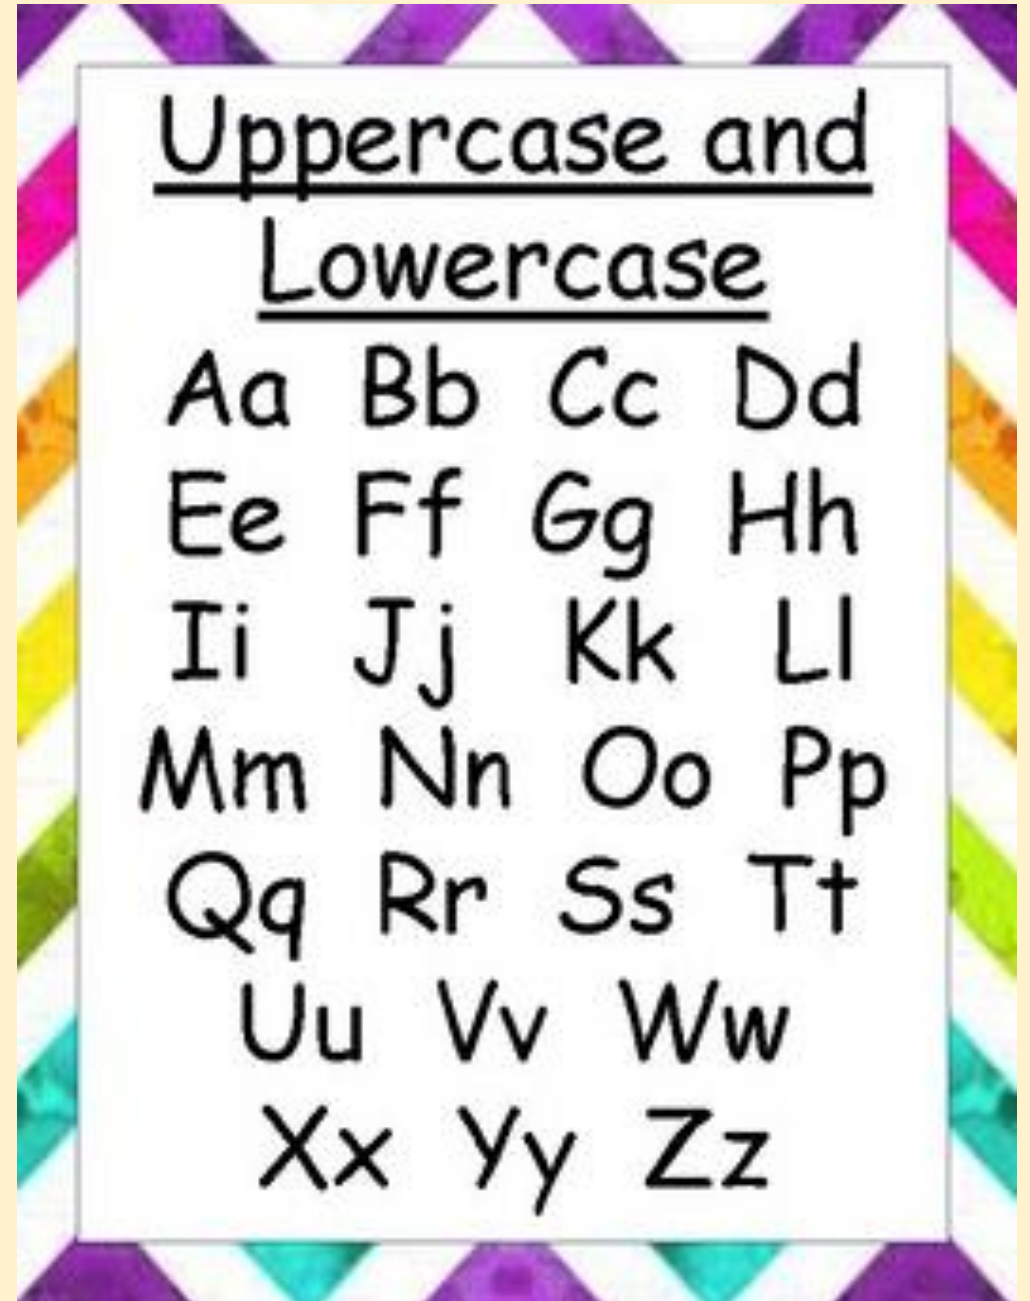 Uppercase and
Lowercase
Aa Bb Cc Dd
Ee Ff Gg Hh
Ii Jj Kk Ll
Mm Nn Oo Pp
Qq Rr Ss Tt
Uu Vv Ww
Xx Yy Zz